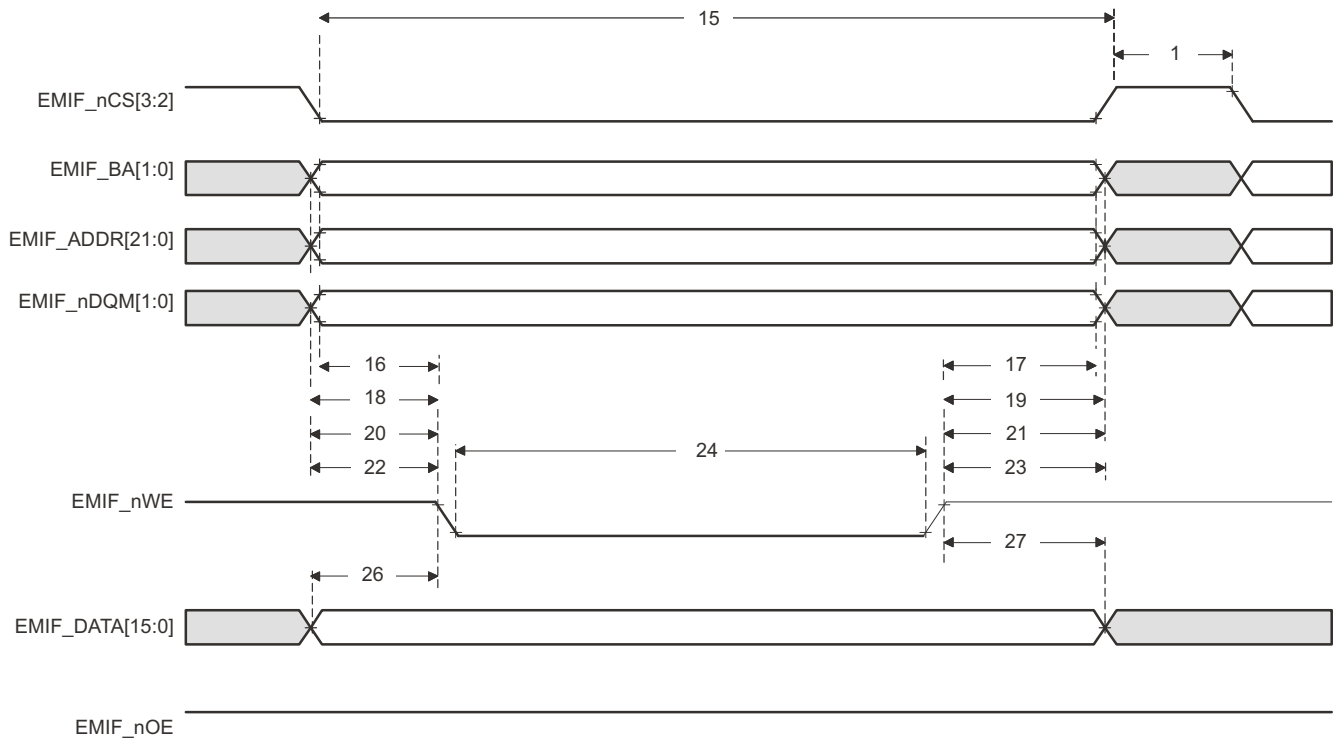 15
1
EMIF_nCS[3:2]
EMIF_BA[1:0]
EMIF_ADDR[21:0]
EMIF_nDQM[1:0]
16 17
18 19
20 21
24
22 23
EMIF_nWE
27
26
EMIF_DATA[15:0]
EMIF_nOE